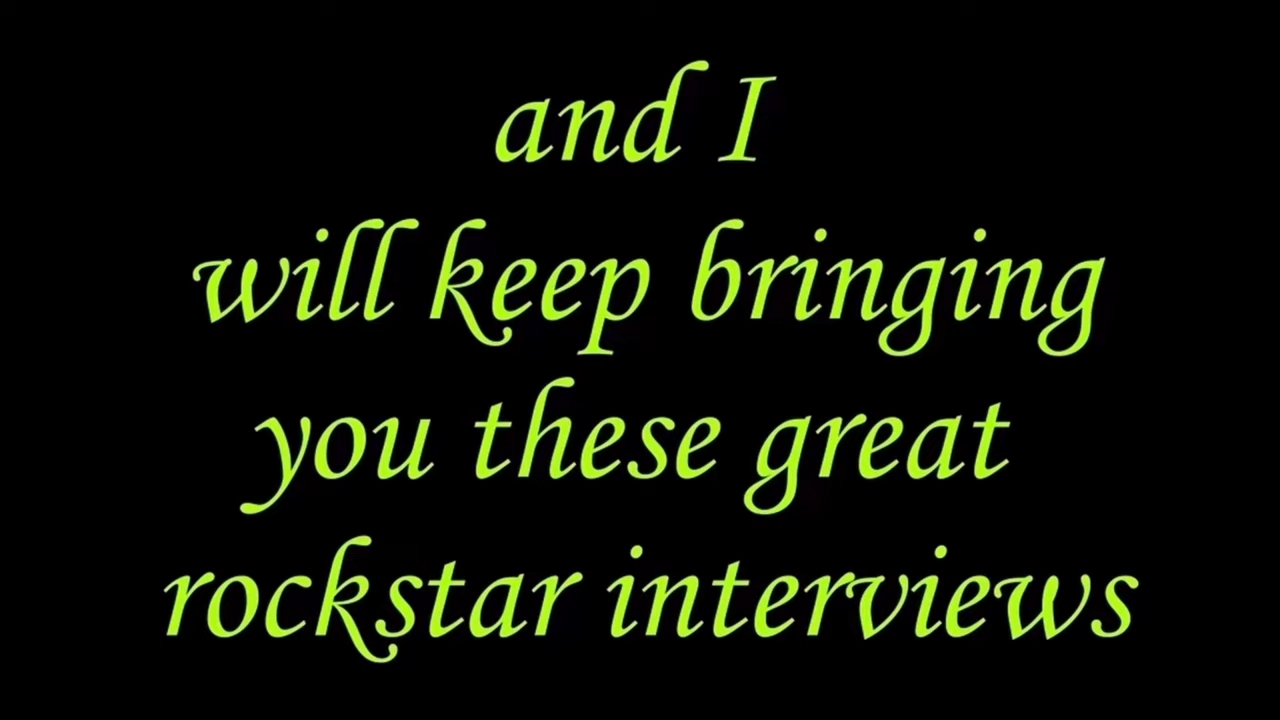 and I
will keep bringing
you these great
rockstar interviews